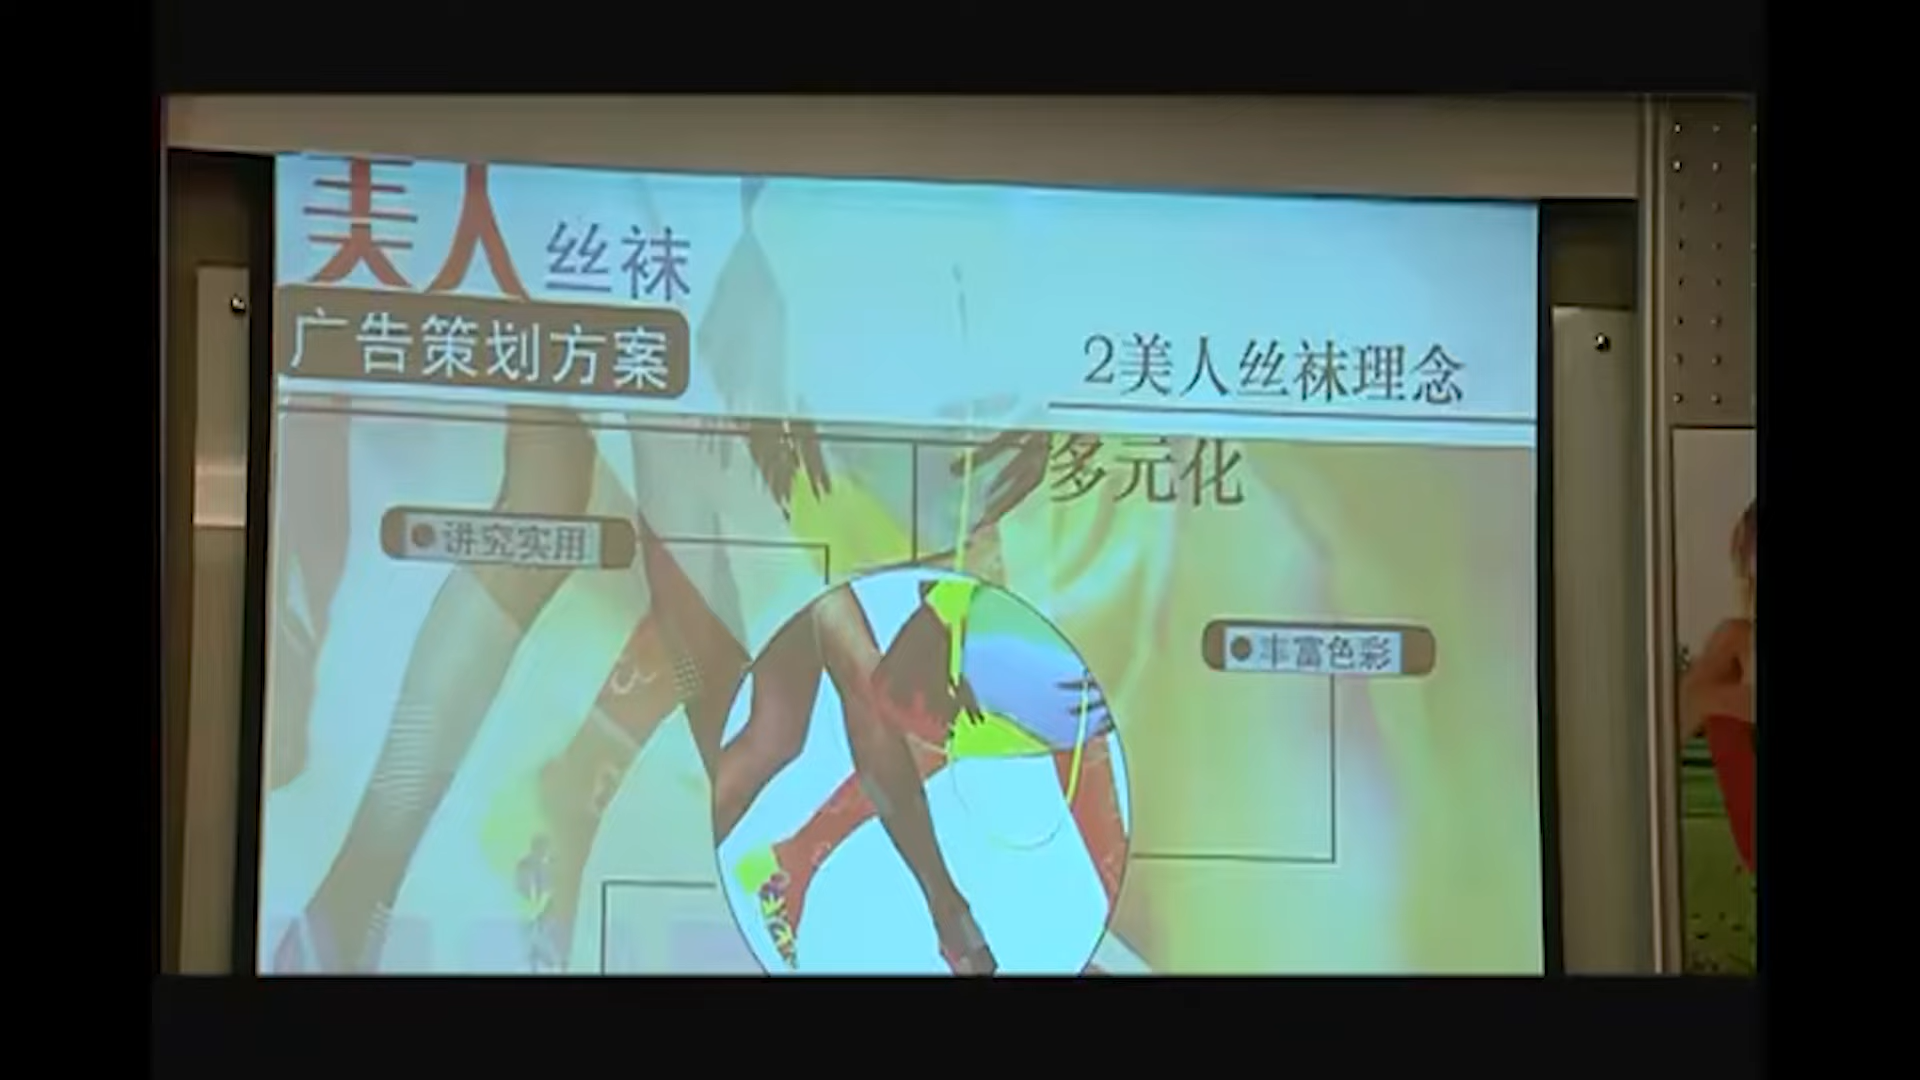 美人丝袜
广告策划方案
2美人丝袜理念
多元化
讲究实用
丰富色彩